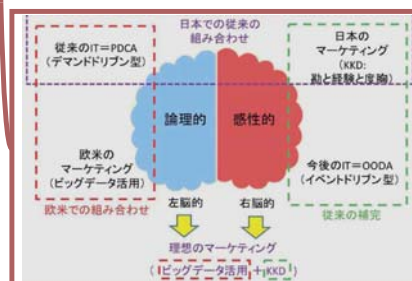 日本での従来の
組み合わせ
従来のIT=PDCA
(デマンドドリブン型)
日本の
マーケティング
(KKD:
勘と経験と度胸)
論理的
感性的
欧米の
マーケティング
(ビッグデータ活用)
今後のIT=OODA
(イベントドリブン型)
欧米での組み合わせ
左脳的
右脳的
従来の補完
理想のマーケティング
(ビッグデータ活用+KKD)